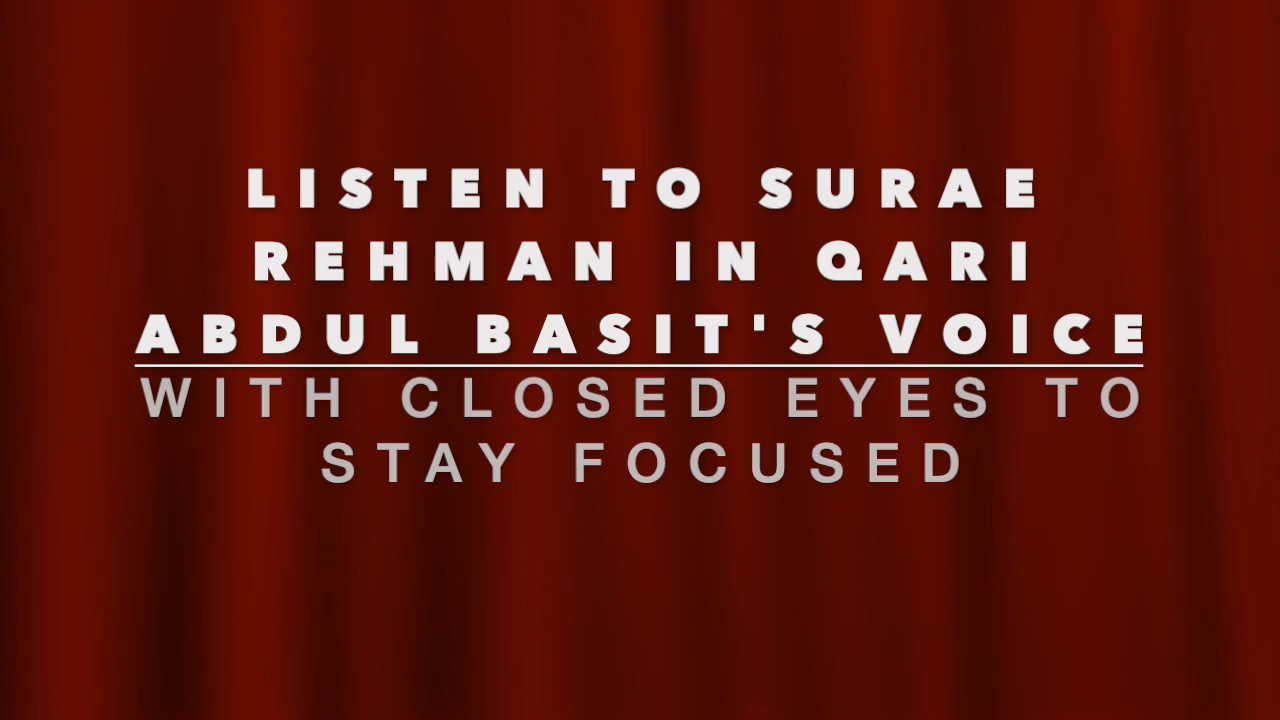 LISTEN TO SURAE
REHMAN IN QARI
ABDUL BASIT'S VOICE
WITH CLOSED EYES TO
STAY FOCUSED